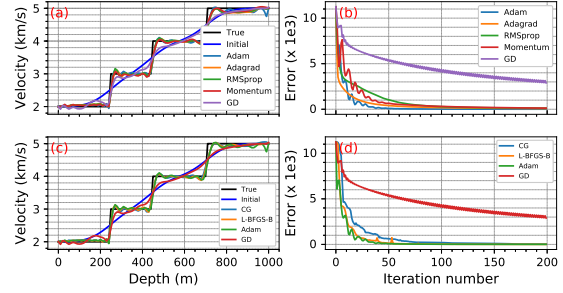 (a)
Velocity (km/s)
5
4
3
2
True
Initial
Adam
Adagrad
RMSprop
Momentum
GD
(b)
Error (x 1e3)
10
5
0
Adam
Adagrad
RMSprop
Momentum
GD
(c)
Velocity (km/s)
5
4
3
2
True
Initial
CG
L-BFGS-B
Adam
GD
0 200 400 600 800 1000
Depth (m)
(d)
Error (x 1e3)
10
5
0
CG
L-BFGS-B
Adam
GD
0 50 100 150 200
Iteration number